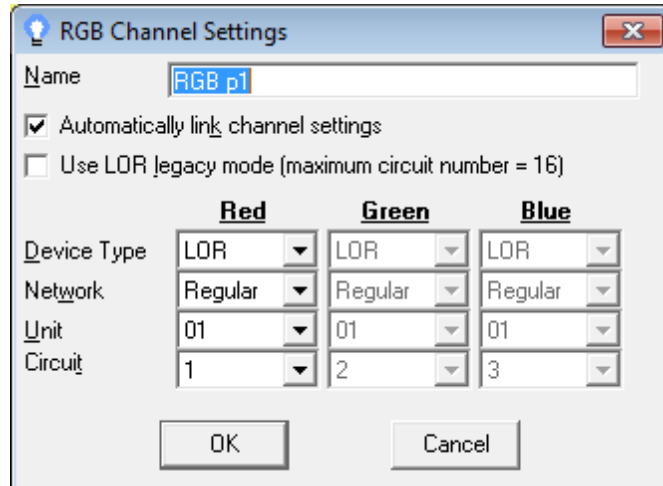 RGB Channel Settings
Name RGB p1
Automatically link channel settings
Use LOR legacy mode (maximum circuit number = 16)
Red Green Blue
Device Type LOR LOR LOR
Network Regular Regular Regular
Unit 01 01 01
Circuit 1 2 3
OK Cancel